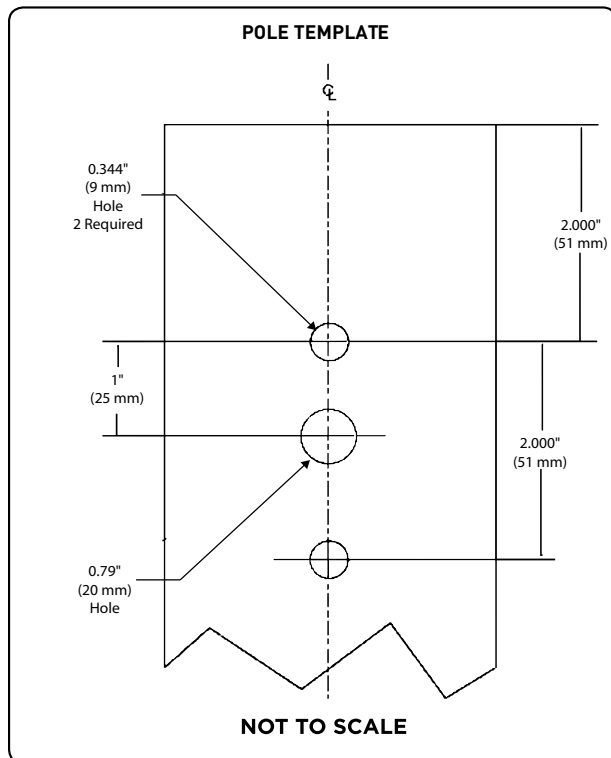 POLE TEMPLATE
℄
0.344"
(9 mm)
Hole
2 Required
2.000"
(51 mm)
1"
(25 mm)
2.000"
(51 mm)
0.79"
(20 mm)
Hole
NOT TO SCALE